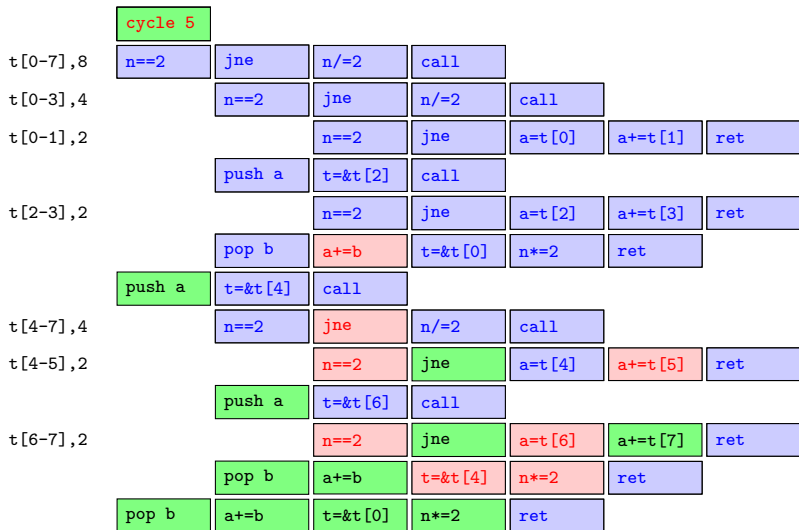 cycle 5
t[0-7],8 n==2 jne n/=2 call
t[0-3],4 n==2 jne n/=2 call
t[0-1],2 n==2 jne a=t[0] a+=t[1] ret
push a t=&t[2] call
t[2-3],2 n==2 jne a=t[2] a+=t[3] ret
pop b a+=b t=&t[0] n*=2 ret
push a t=&t[4] call
t[4-7],4 n==2 jne n/=2 call
t[4-5],2 n==2 jne a=t[4] a+=t[5] ret
push a t=&t[6] call
t[6-7],2 n==2 jne a=t[6] a+=t[7] ret
pop b a+=b t=&t[4] n*=2 ret
pop b a+=b t=&t[0] n*=2 ret